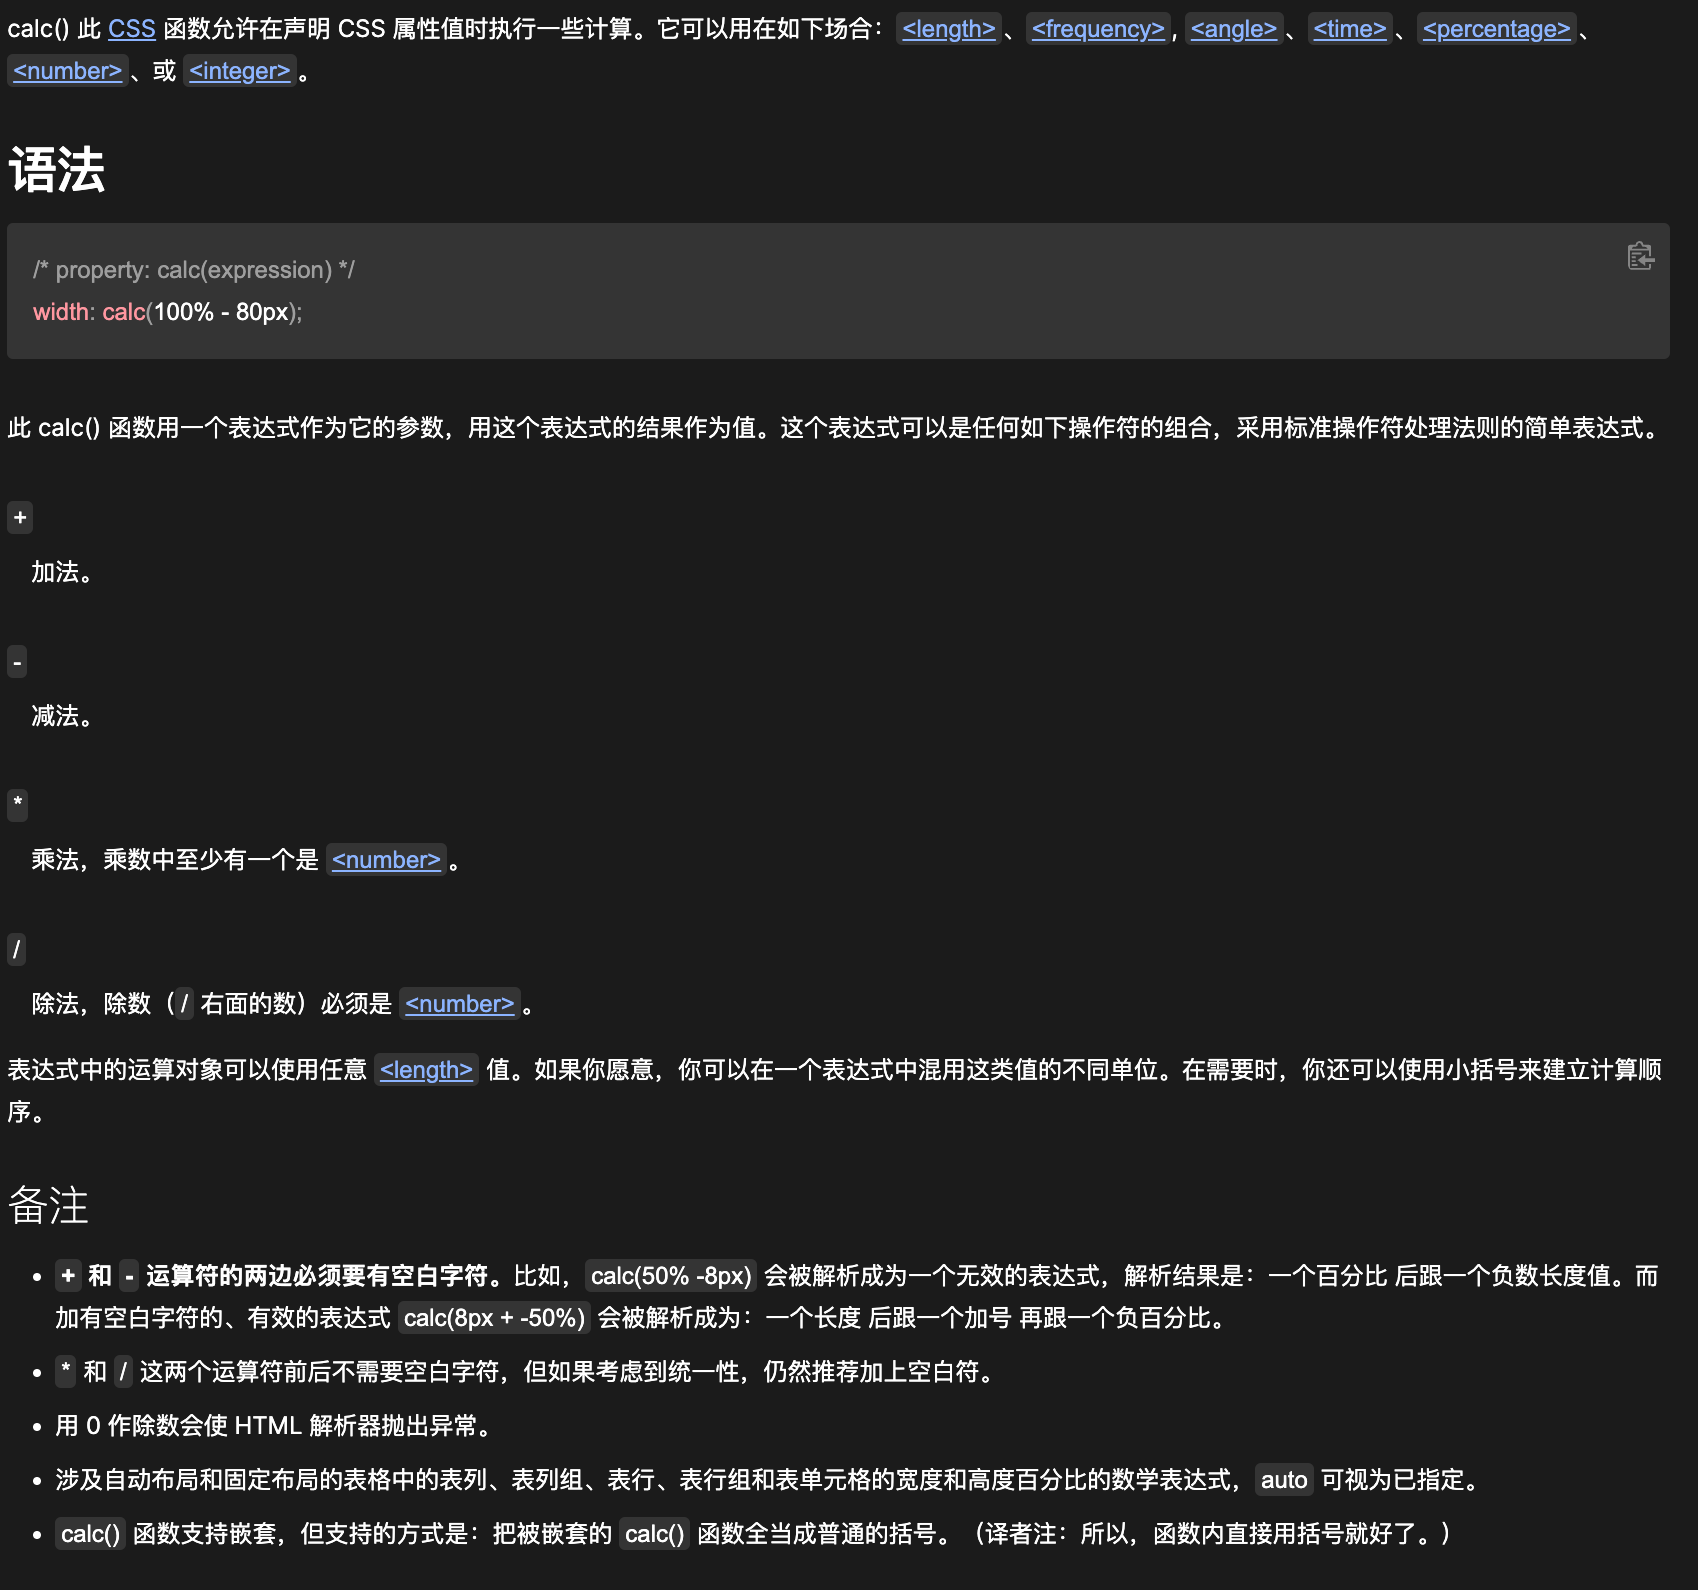 calc() 此 CSS 函数允许在声明 CSS 属性值时执行一些计算。它可以用在如下场合：<length>、<frequency>, <angle>、<time>、<percentage>、
<number>、或 <integer>。
语法
/* property: calc(expression) */
width: calc(100% - 80px);
此 calc() 函数用一个表达式作为它的参数，用这个表达式的结果作为值。这个表达式可以是任何如下操作符的组合，采用标准操作符处理法则的简单表达式。
+
加法。
-
减法。
*
乘法，乘数中至少有一个是 <number>。
/
除法，除数（/ 右面的数）必须是 <number>。
表达式中的运算对象可以使用任意 <length> 值。如果你愿意，你可以在一个表达式中混用这类值的不同单位。在需要时，你还可以使用小括号来建立计算顺
序。
备注
• + 和 - 运算符的两边必须要有空白字符。比如，calc(50% -8px) 会被解析成为一个无效的表达式，解析结果是：一个百分比 后跟一个负数长度值。而
加有空白字符的、有效的表达式 calc(8px + -50%) 会被解析成为：一个长度 后跟一个加号 再跟一个负百分比。
• * 和 / 这两个运算符前后不需要空白字符，但如果考虑到统一性，仍然推荐加上空白符。
• 用 0 作除数会使 HTML 解析器抛出异常。
• 涉及自动布局和固定布局的表格中的表列、表列组、表行、表行组和表单元格的宽度和高度百分比的数学表达式，auto 可视为已指定。
• calc() 函数支持嵌套，但支持的方式是：把被嵌套的 calc() 函数全当成普通的括号。（译者注：所以，函数内直接用括号就好了。）